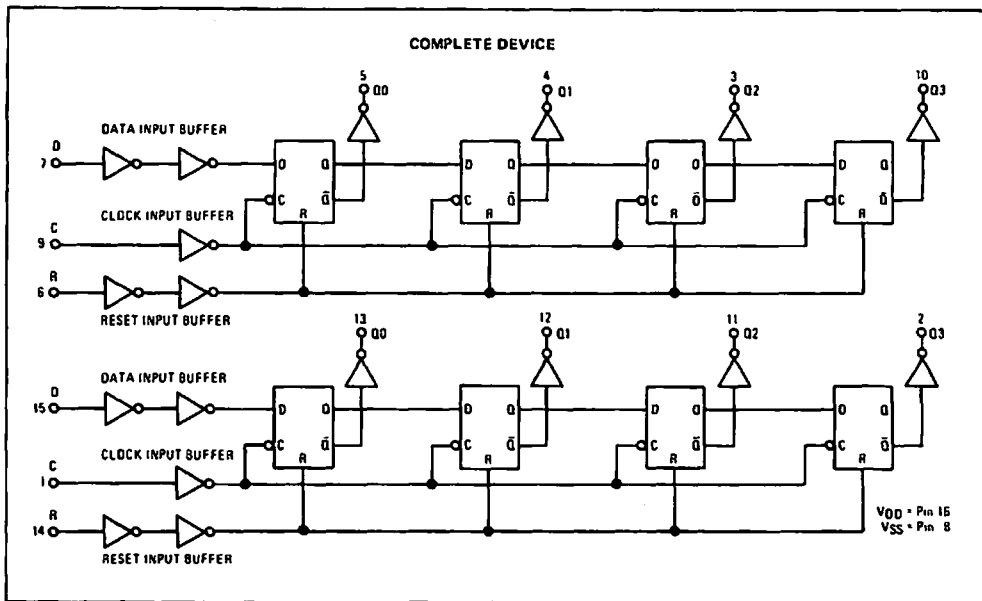 COMPLETE DEVICE
5 4 3 10
Q0 Q1 Q2 Q3
DATA INPUT BUFFER
D
7
D Q D Q D Q D Q
C Q̄ C Q̄ C Q̄ C Q̄
R R R R
CLOCK INPUT BUFFER
C
9
R
6
RESET INPUT BUFFER
13 12 11 2
Q0 Q1 Q2 Q3
DATA INPUT BUFFER
D
15
D Q D Q D Q D Q
C Q̄ C Q̄ C Q̄ C Q̄
R R R R
CLOCK INPUT BUFFER
C
1
R
14
RESET INPUT BUFFER
VDD = Pin 16
VSS = Pin 8